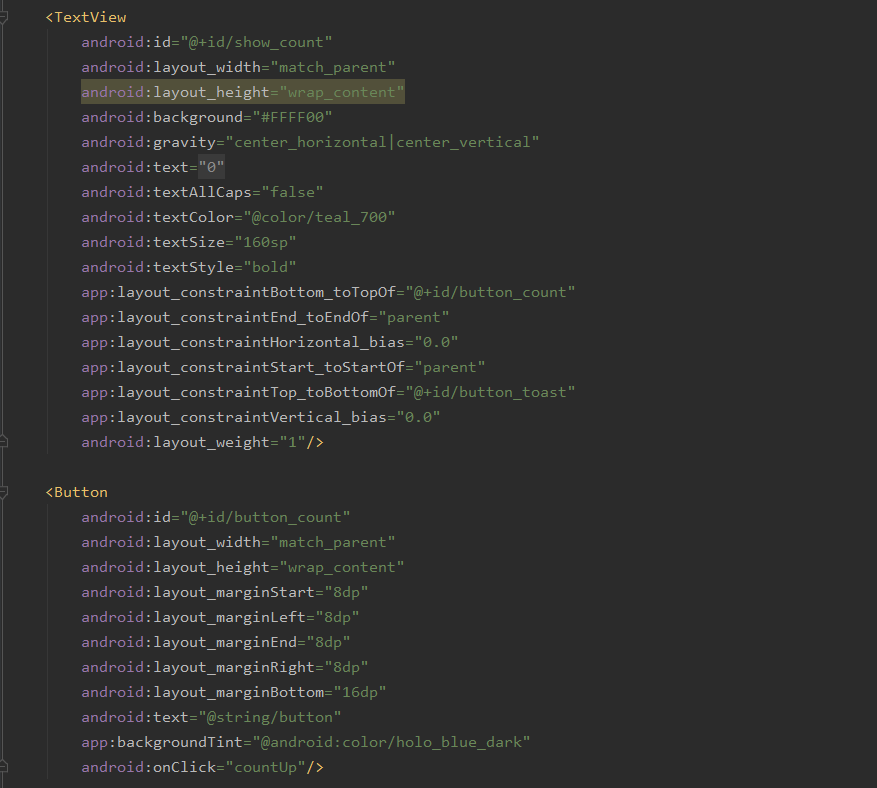 <TextView
android:id="@+id/show_count"
android:layout_width="match_parent"
android:layout_height="wrap_content"
android:background="#FFFF00"
android:gravity="center_horizontal|center_vertical"
android:text="0"
android:textAllCaps="false"
android:textColor="@color/teal_700"
android:textSize="160sp"
android:textStyle="bold"
app:layout_constraintBottom_toTopOf="@+id/button_count"
app:layout_constraintEnd_toEndOf="parent"
app:layout_constraintHorizontal_bias="0.0"
app:layout_constraintStart_toStartOf="parent"
app:layout_constraintTop_toBottomOf="@+id/button_toast"
app:layout_constraintVertical_bias="0.0"
android:layout_weight="1"/>
<Button
android:id="@+id/button_count"
android:layout_width="match_parent"
android:layout_height="wrap_content"
android:layout_marginStart="8dp"
android:layout_marginLeft="8dp"
android:layout_marginEnd="8dp"
android:layout_marginRight="8dp"
android:layout_marginBottom="16dp"
android:text="@string/button"
app:backgroundTint="@android:color/holo_blue_dark"
android:onClick="countUp"/>